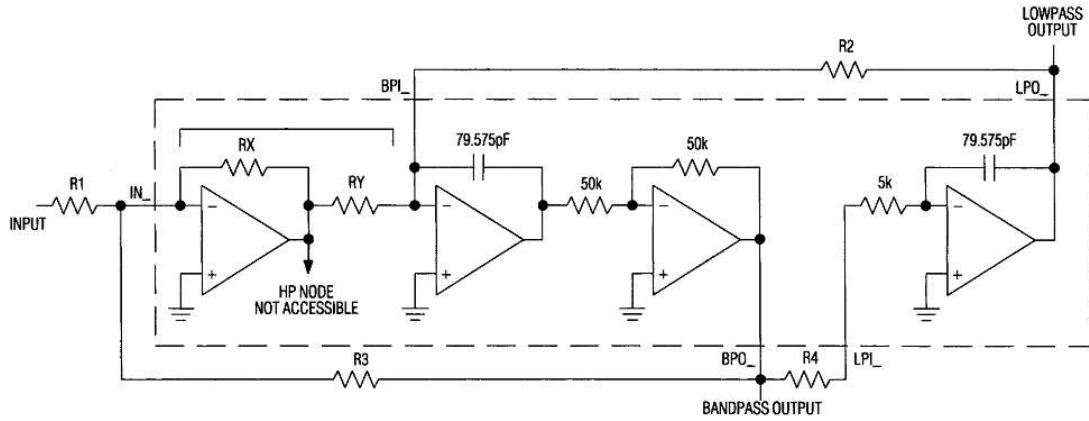 LOWPASS
OUTPUT
R2
BPI_
LPO_
RX
79.575pF
50k
79.575pF
R1
IN_
RY
50k
5k
INPUT
HP NODE
NOT ACCESSIBLE
R3
BPO_
R4
LPI_
BANDPASS OUTPUT